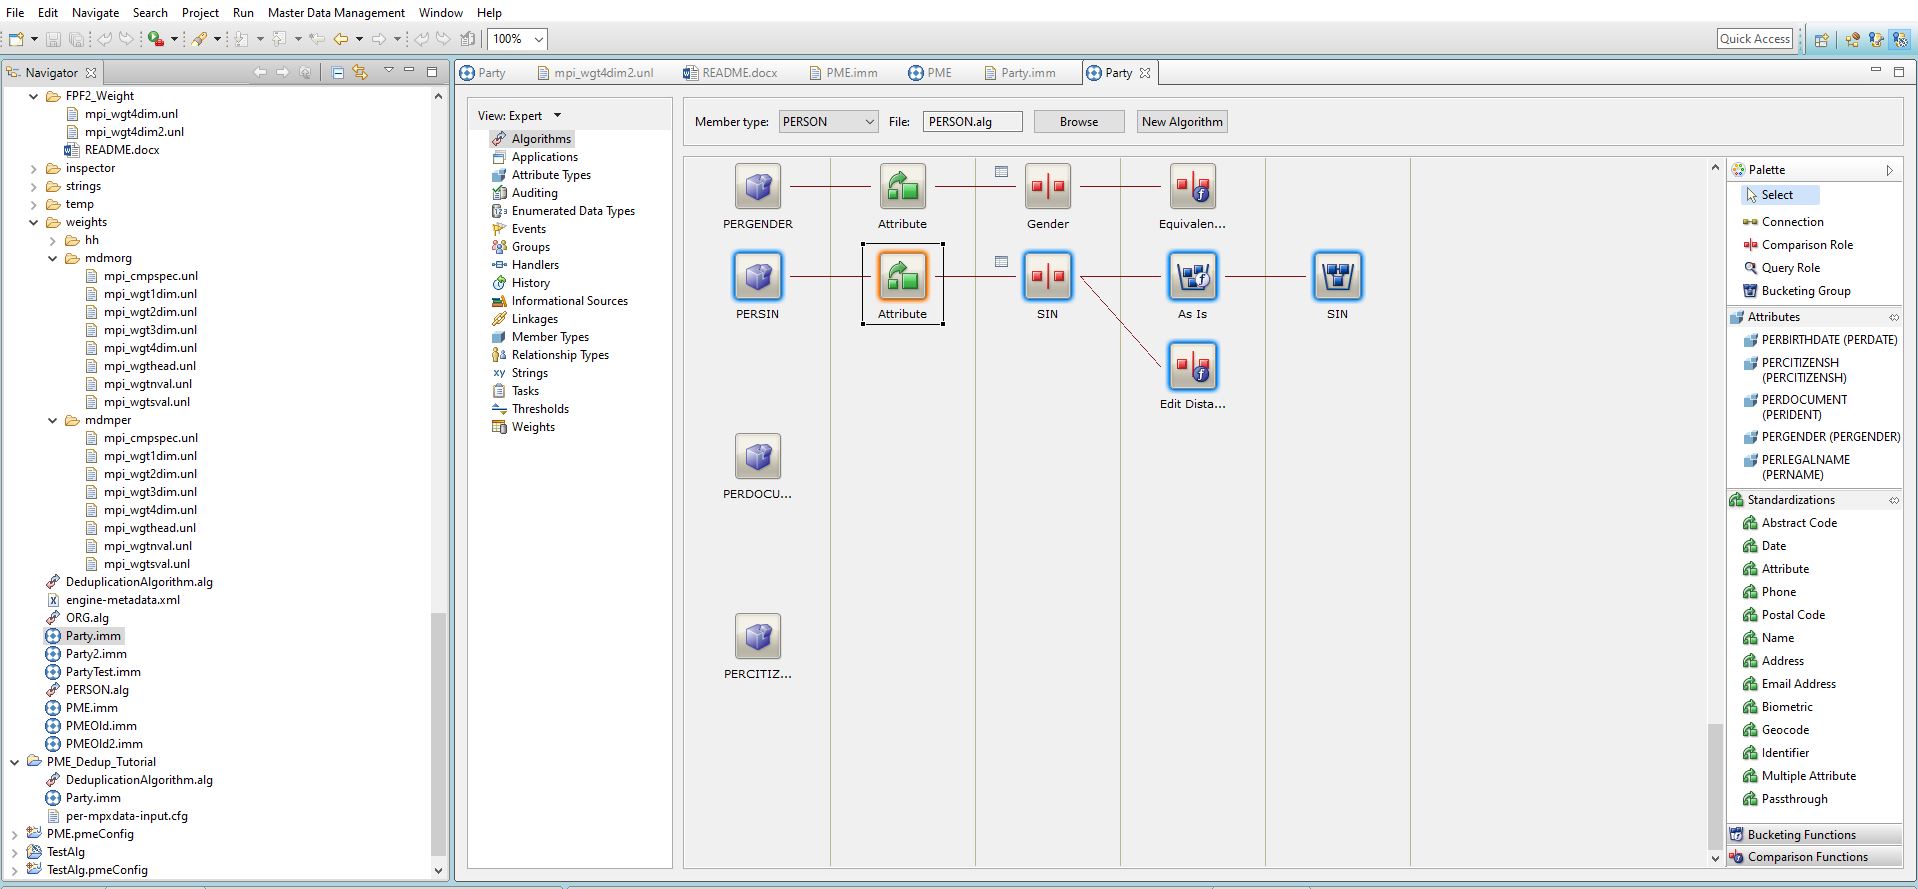 File Edit Navigate Search Project Run Master Data Management Window Help
100% Quick Access
Navigator
FPF2_Weight
mpi_wgt4dim.unl
mpi_wgt4dim2.unl
README.docx
inspector
strings
temp
weights
hh
mdmorg
mpi_cmpspec.unl
mpi_wgt1dim.unl
mpi_wgt2dim.unl
mpi_wgt3dim.unl
mpi_wgt4dim.unl
mpi_wgthead.unl
mpi_wgtnval.unl
mpi_wgtsval.unl
mdmper
mpi_cmpspec.unl
mpi_wgt1dim.unl
mpi_wgt2dim.unl
mpi_wgt3dim.unl
mpi_wgt4dim.unl
mpi_wgthead.unl
mpi_wgtnval.unl
mpi_wgtsval.unl
DeduplicationAlgorithm.alg
engine-metadata.xml
ORG.alg
Party.imm
Party2.imm
PartyTest.imm
PERSON.alg
PME.imm
PMEOld.imm
PMEOld2.imm
PME_Dedup_Tutorial
DeduplicationAlgorithm.alg
Party.imm
per-mpxdata-input.cfg
PME.pmeConfig
TestAlg
TestAlg.pmeConfig
Party mpi_wgt4dim2.unl README.docx PME.imm PME Party.imm Party
View: Expert
Algorithms
Applications
Attribute Types
Auditing
Enumerated Data Types
Events
Groups
Handlers
History
Informational Sources
Linkages
Member Types
Relationship Types
Strings
Tasks
Thresholds
Weights
Member type: PERSON File: PERSON.alg Browse New Algorithm
PERGENDER Attribute Gender Equivalen...
PERSIN Attribute SIN As Is SIN
Edit Dista...
PERDOCU...
PERCITIZ...
Palette
Select
Connection
Comparison Role
Query Role
Bucketing Group
Attributes
PERBIRTHDATE (PERDATE)
PERCITIZENSH
(PERCITIZENSH)
PERDOCUMENT
(PERIDENT)
PERGENDER (PERGENDER)
PERLEGALNAME
(PERNAME)
Standardizations
Abstract Code
Date
Attribute
Phone
Postal Code
Name
Address
Email Address
Biometric
Geocode
Identifier
Multiple Attribute
Passthrough
Bucketing Functions
Comparison Functions